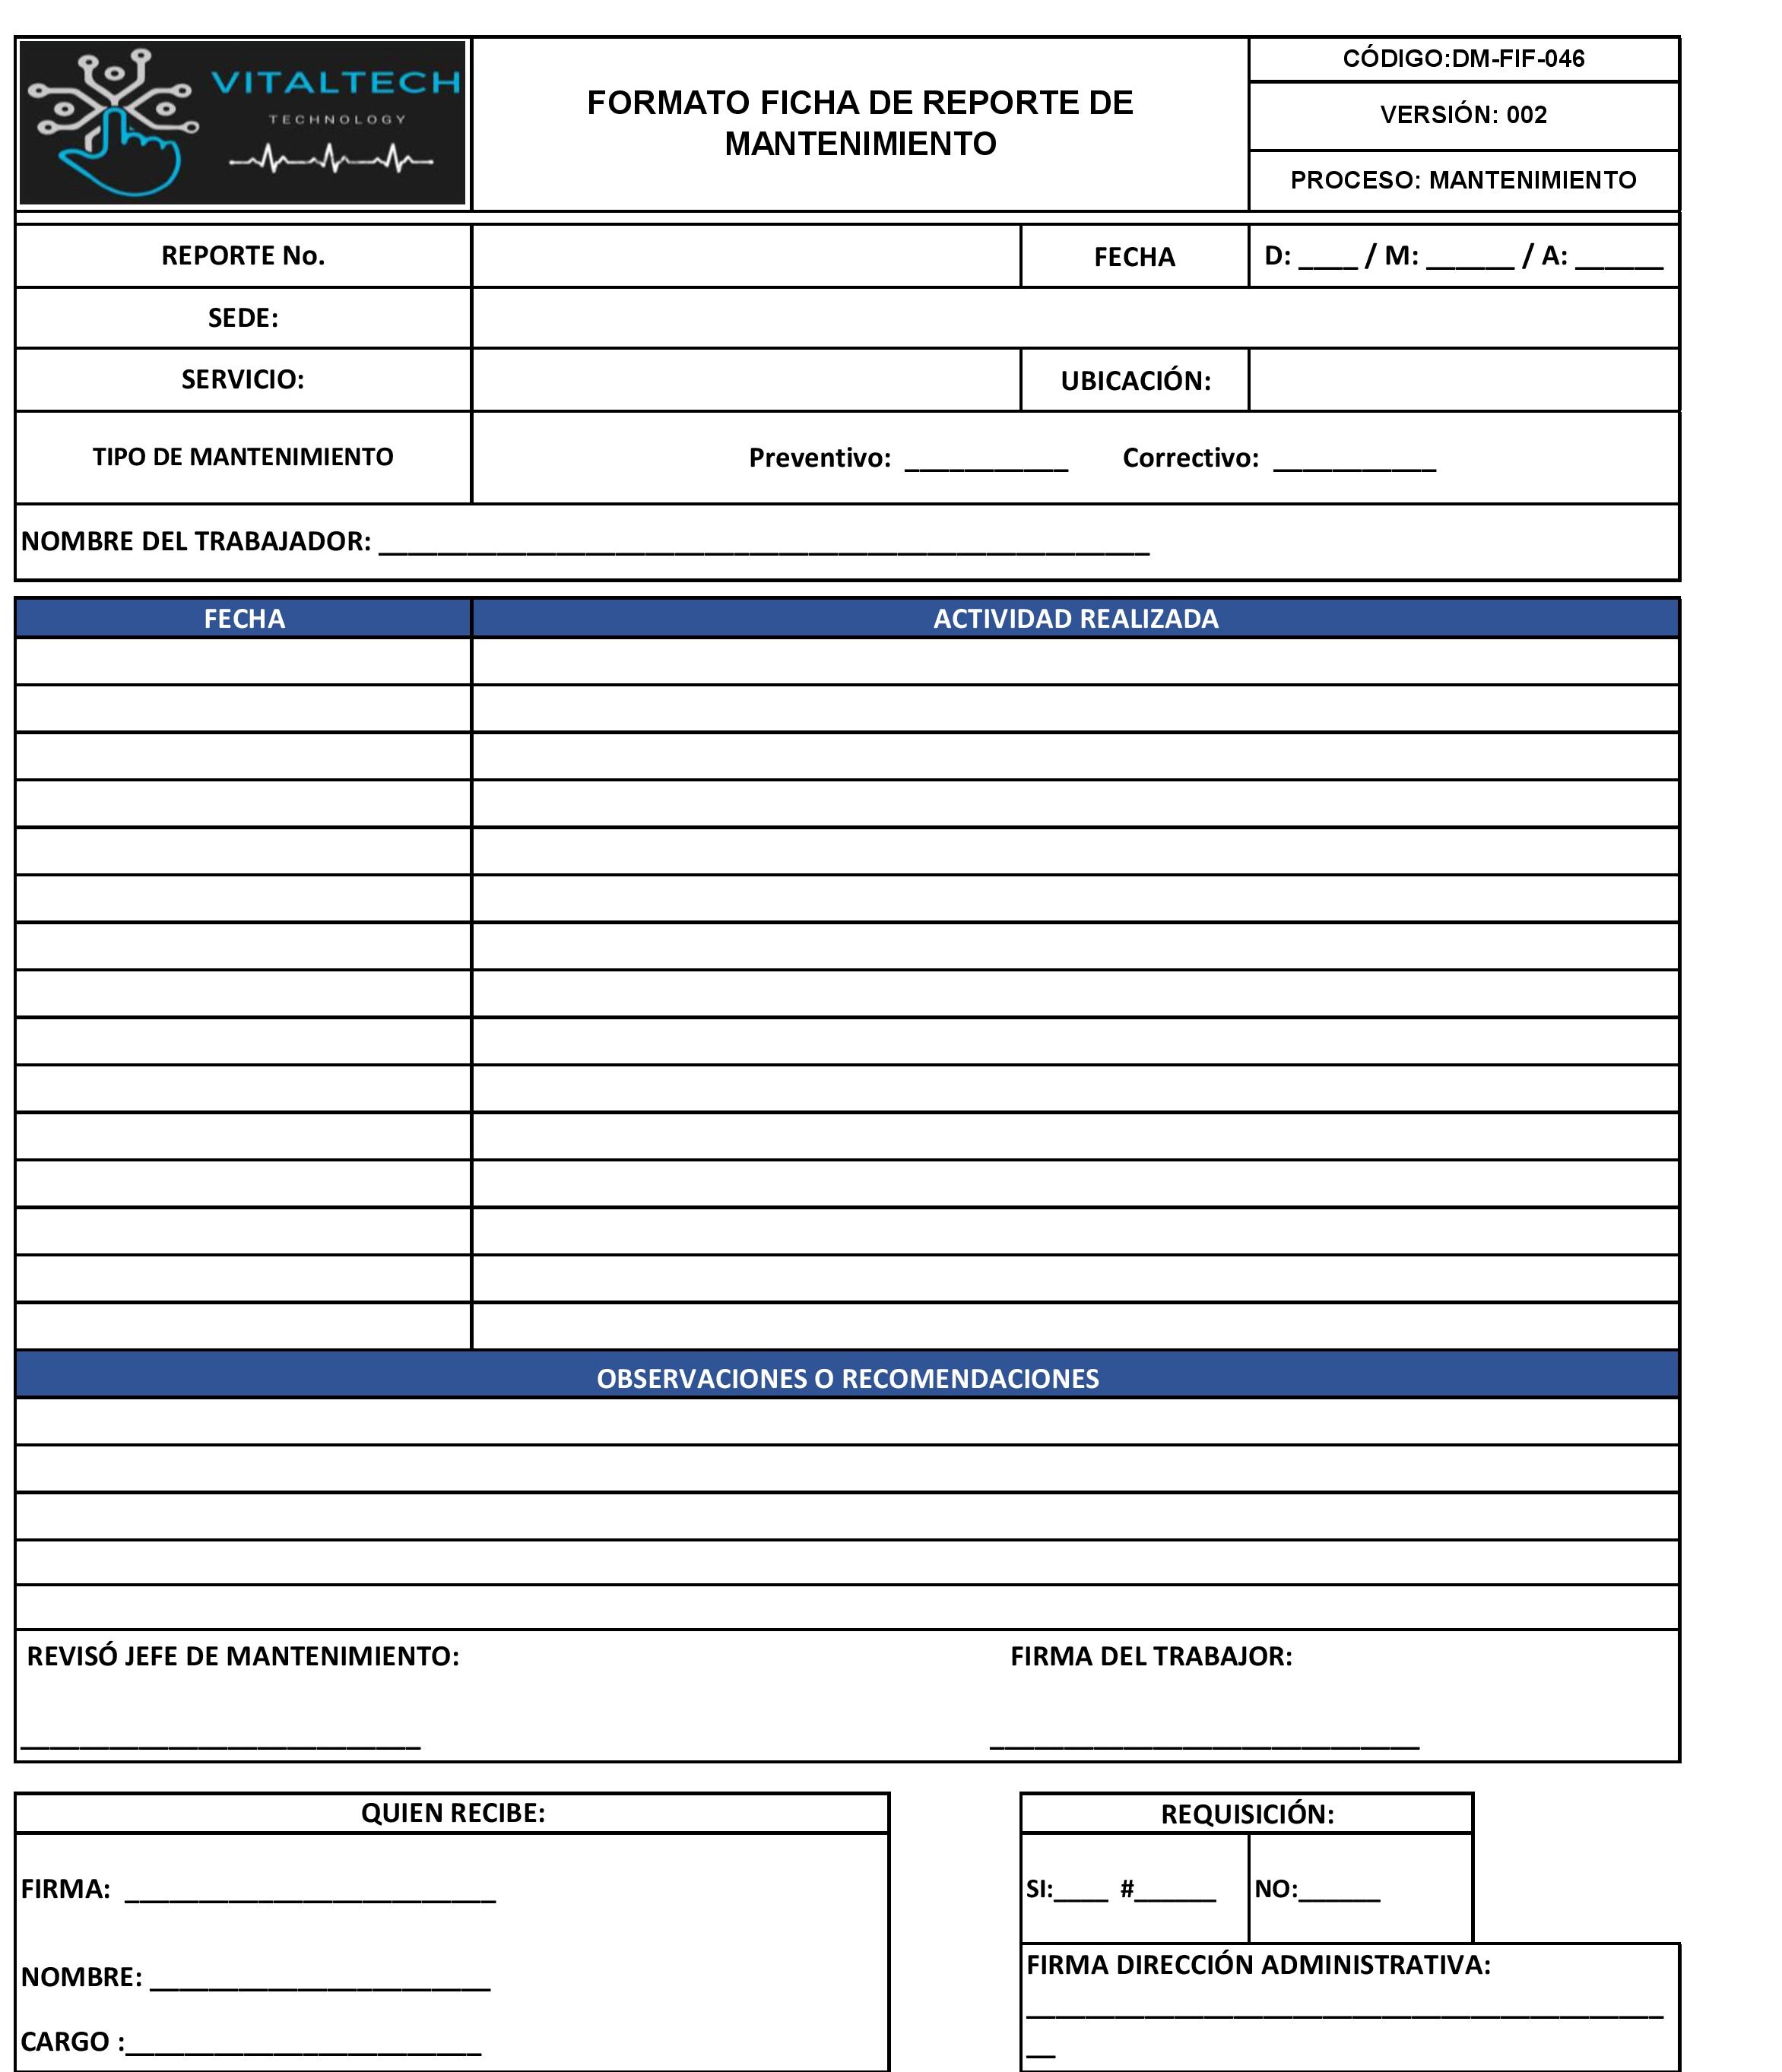 VITALTECH
TECHNOLOGY
FORMATO FICHA DE REPORTE DE
MANTENIMIENTO
CÓDIGO:DM-FIF-046
VERSIÓN: 002
PROCESO: MANTENIMIENTO
REPORTE No.
FECHA
D: ____ / M: ______ / A: ______
SEDE:
SERVICIO:
UBICACIÓN:
TIPO DE MANTENIMIENTO
Preventivo: ___________ Correctivo: ___________
NOMBRE DEL TRABAJADOR: ____________________________________________________
FECHA
ACTIVIDAD REALIZADA
OBSERVACIONES O RECOMENDACIONES
REVISÓ JEFE DE MANTENIMIENTO:
FIRMA DEL TRABAJOR:
___________________________ _____________________________
QUIEN RECIBE:
REQUISICIÓN:
FIRMA: _________________________
SI:____ #______
NO:______
NOMBRE: _______________________
FIRMA DIRECCIÓN ADMINISTRATIVA:
___________________________________________
__
CARGO :________________________